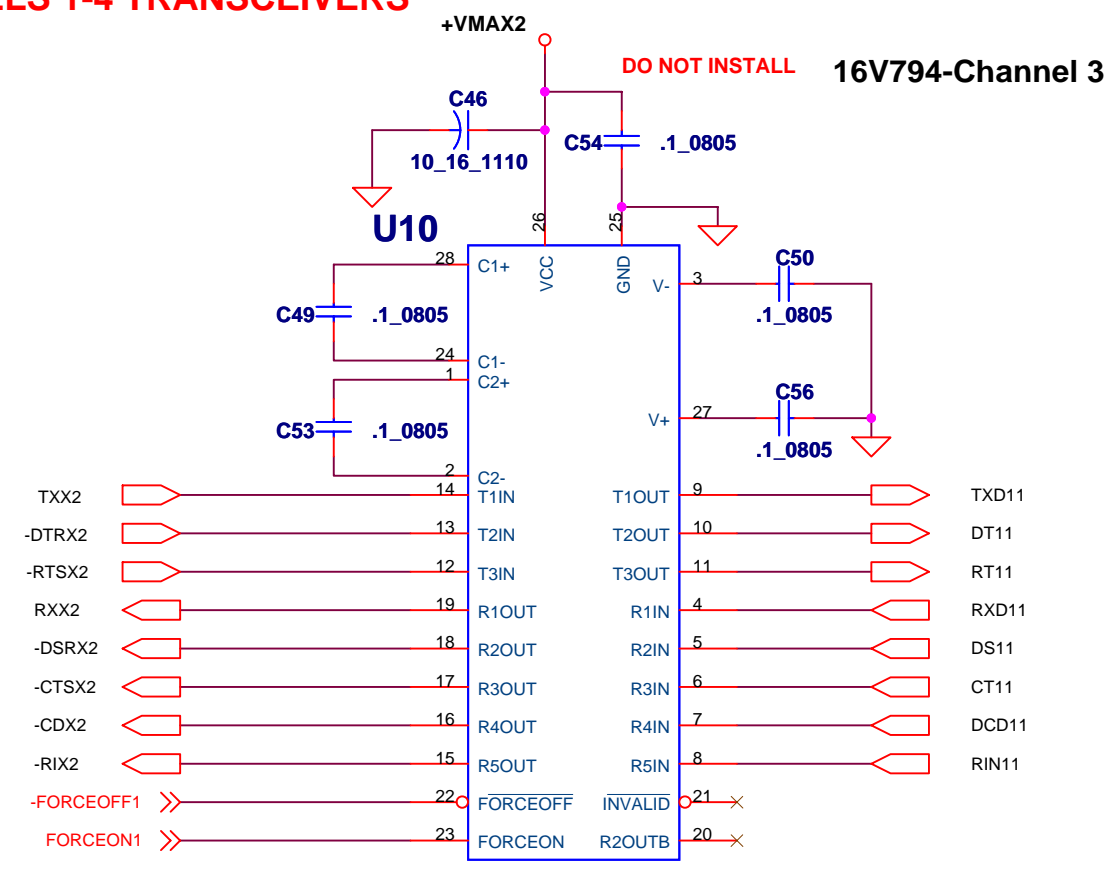 1-4 TRANSCEIVERS
+VMAX2
DO NOT INSTALL
16V794-Channel 3
C46
10_16_1110
C54
.1_0805
U10
26
25
VCC
GND
28
C1+
C49
.1_0805
24
C1-
1
C2+
C53
.1_0805
2
C2-
V-
3
C50
.1_0805
V+
27
C56
.1_0805
TXX2
14
T1IN
T1OUT
9
TXD11
-DTRX2
13
T2IN
T2OUT
10
DT11
-RTSX2
12
T3IN
T3OUT
11
RT11
RXX2
19
R1OUT
R1IN
4
RXD11
-DSRX2
18
R2OUT
R2IN
5
DS11
-CTSX2
17
R3OUT
R3IN
6
CT11
-CDX2
16
R4OUT
R4IN
7
DCD11
-RIX2
15
R5OUT
R5IN
8
RIN11
-FORCEOFF1
22
FORCEOFF
INVALID
21
FORCEON1
23
FORCEON
R2OUTB
20